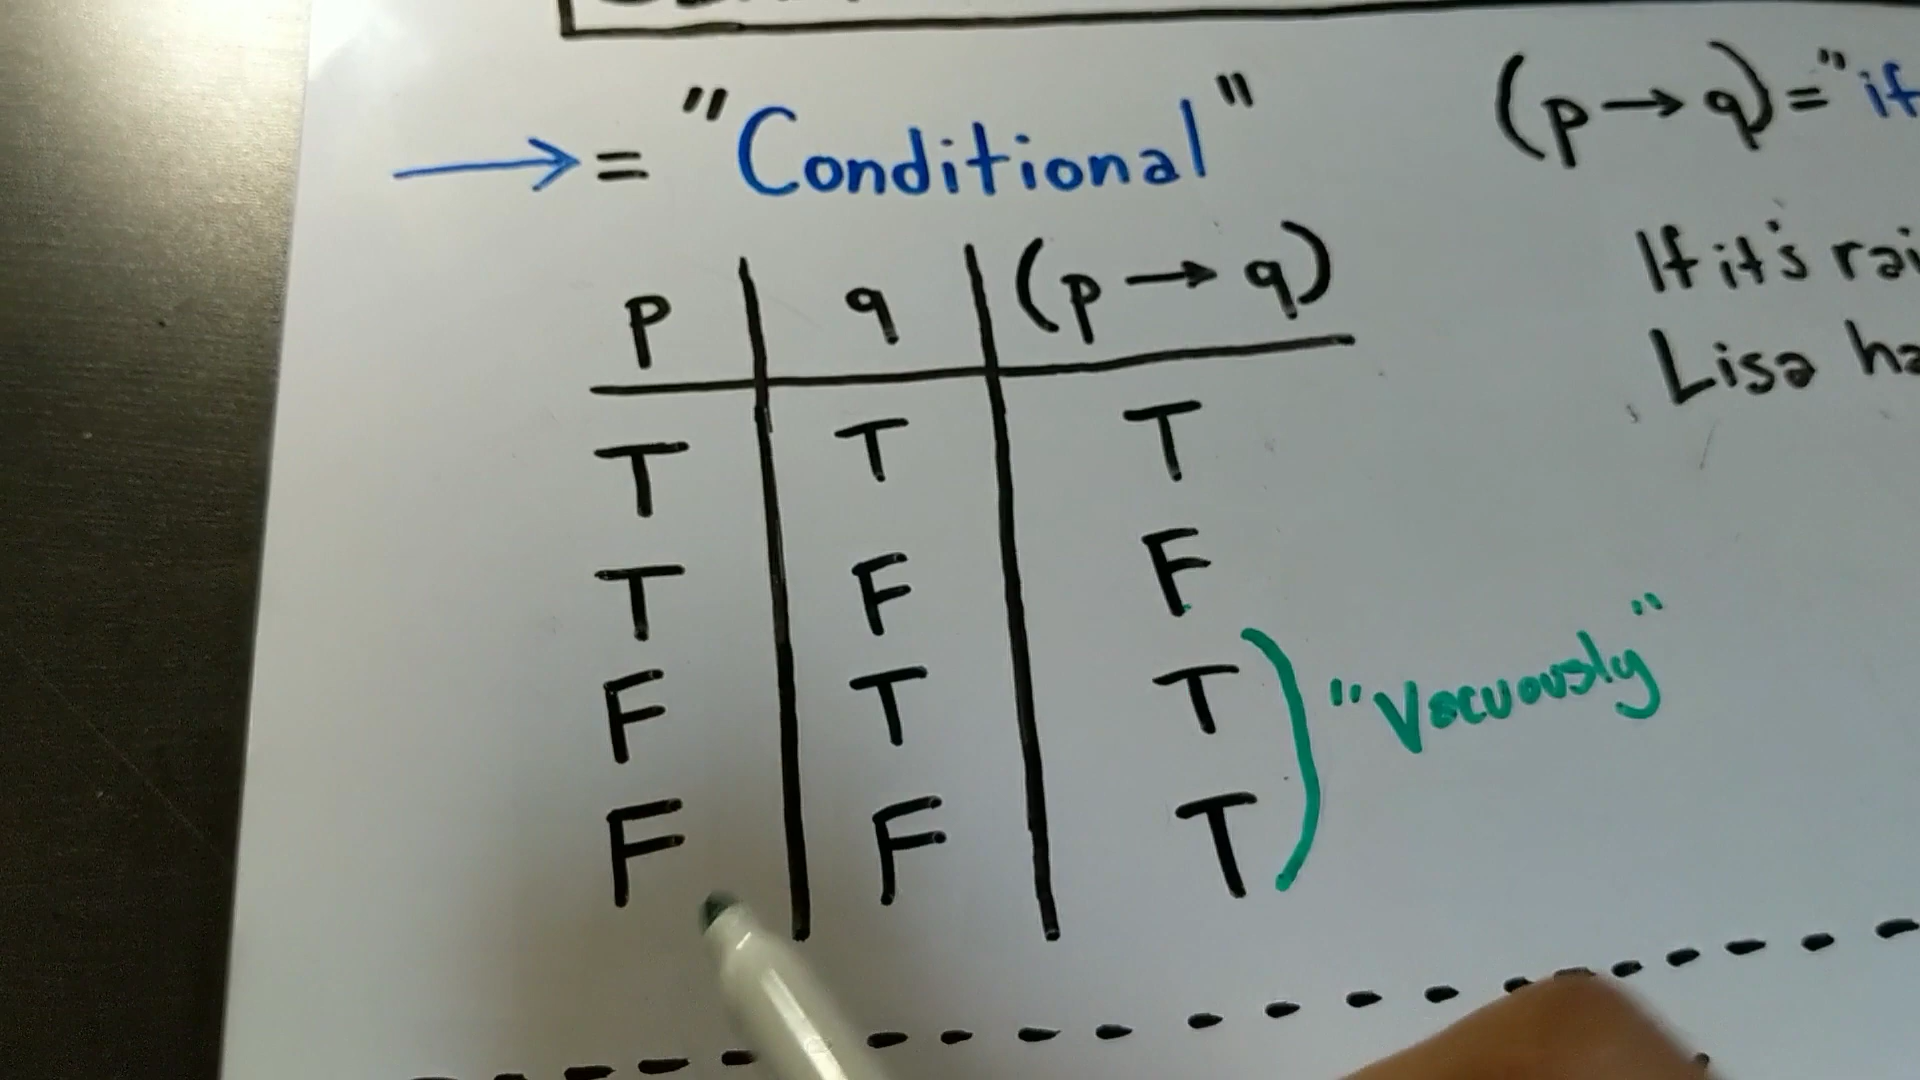 → = "Conditional"
(p → q) = "if
If it's rai
Lisa ha
p q (p → q)
T T T
T F F
F T T
F F T
"Vacuously"